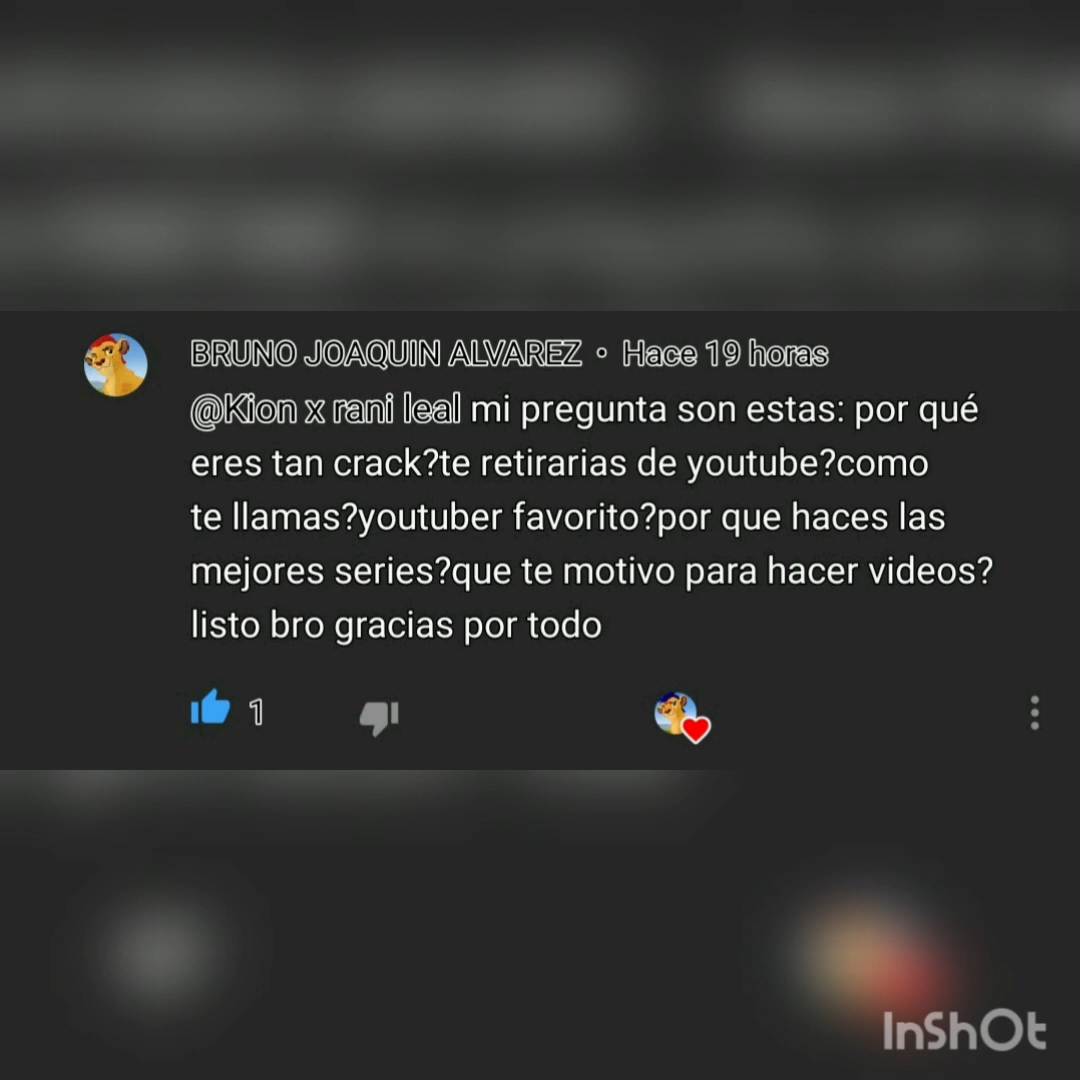 BRUNO JOAQUIN ALVAREZ • Hace 19 horas
@Kion x rani leal mi pregunta son estas: por qué
eres tan crack?te retirarias de youtube?como
te llamas?youtuber favorito?por que haces las
mejores series?que te motivo para hacer videos?
listo bro gracias por todo
1
InShOt